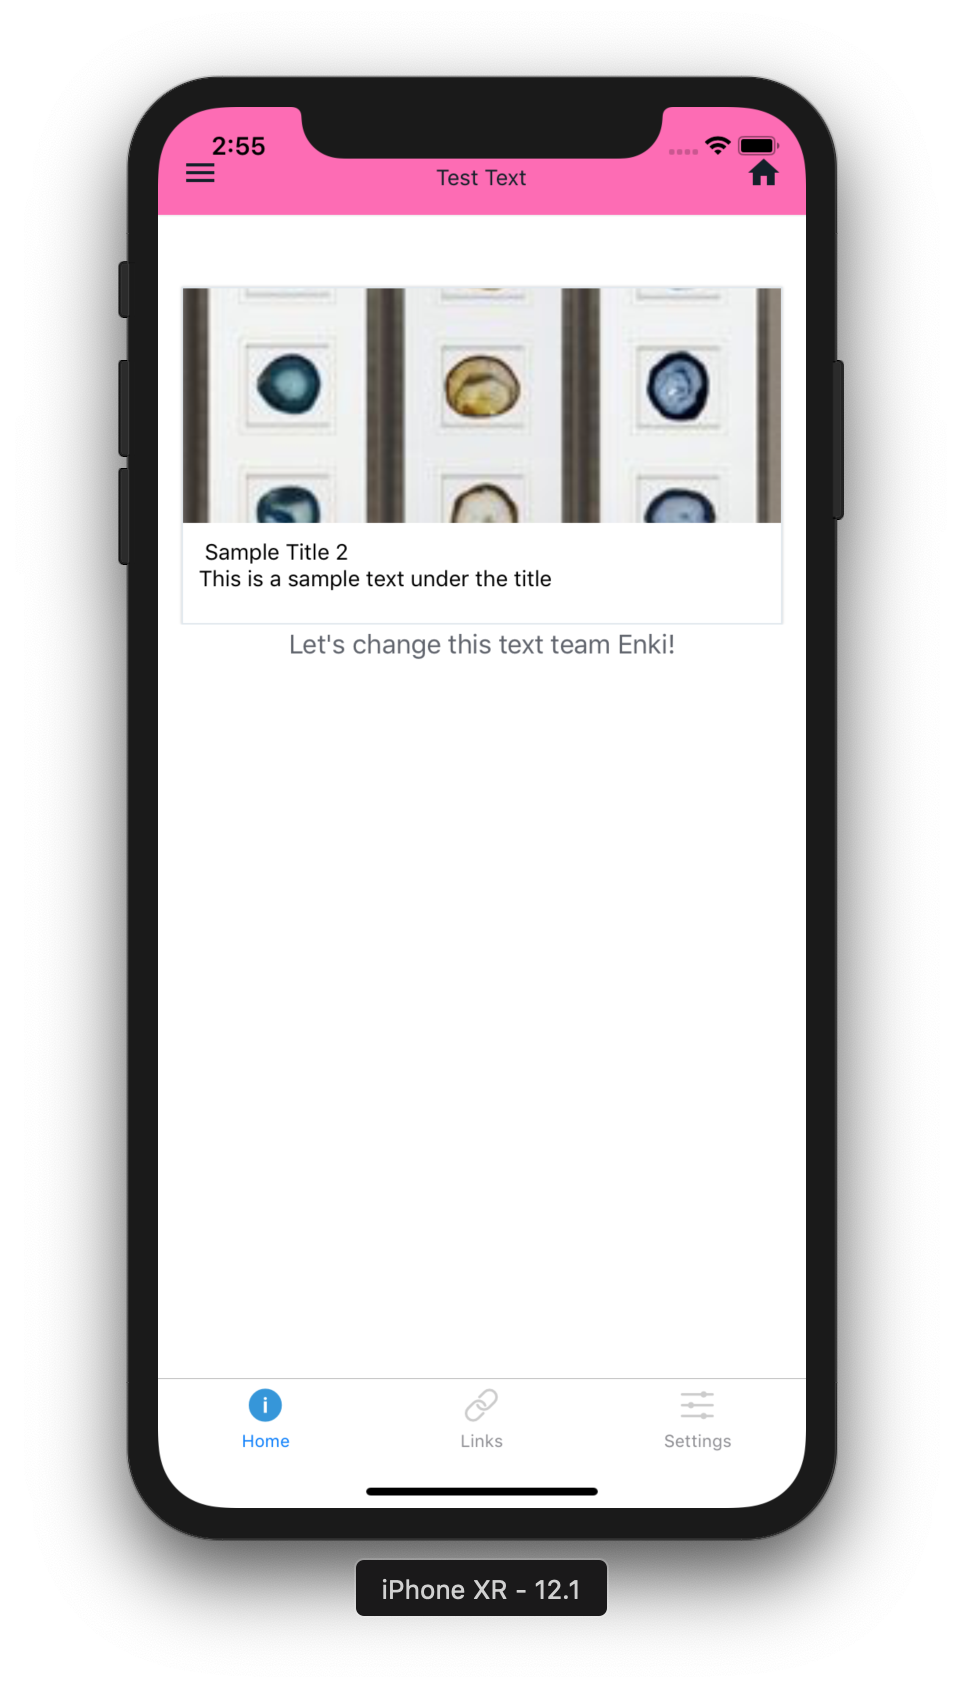 2:55
Test Text
Sample Title 2
This is a sample text under the title
Let's change this text team Enki!
Home
Links
Settings
iPhone XR - 12.1